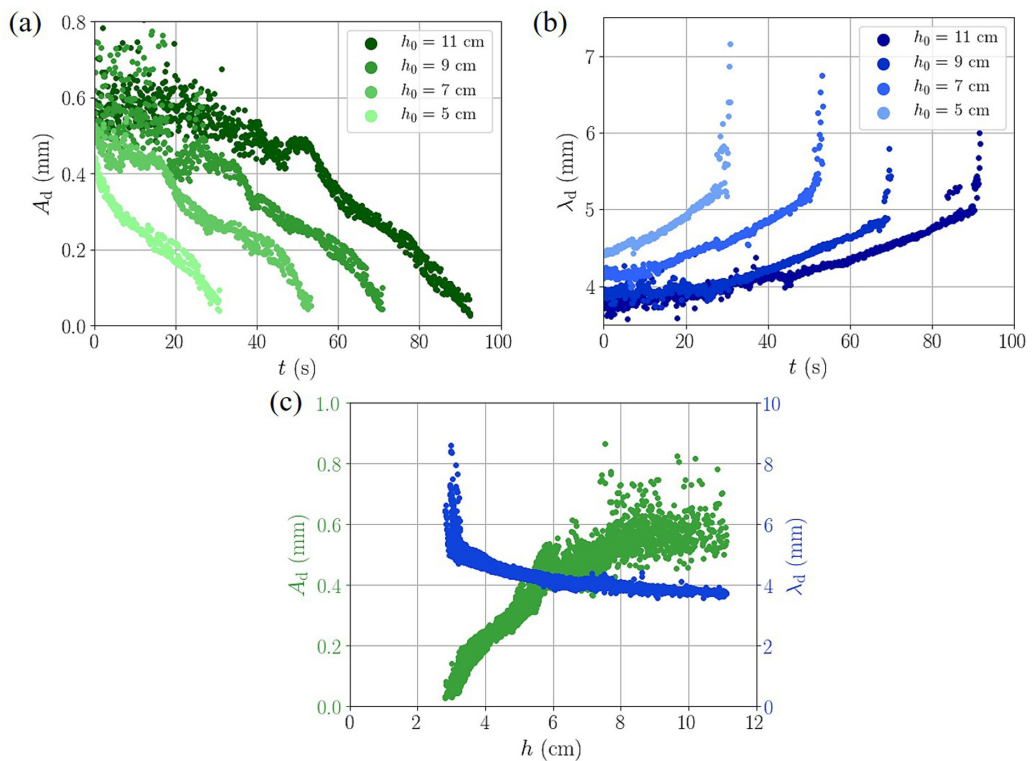 (a)
0.8
0.6
0.4
0.2
0.0
A_d (mm)
h_0 = 11 cm
h_0 = 9 cm
h_0 = 7 cm
h_0 = 5 cm
0 20 40 60 80 100
t (s)
(b)
7
6
5
4
λ_d (mm)
h_0 = 11 cm
h_0 = 9 cm
h_0 = 7 cm
h_0 = 5 cm
0 20 40 60 80 100
t (s)
(c)
1.0
0.8
0.6
0.4
0.2
0.0
A_d (mm)
10
8
6
4
2
0
λ_d (mm)
0 2 4 6 8 10 12
h (cm)